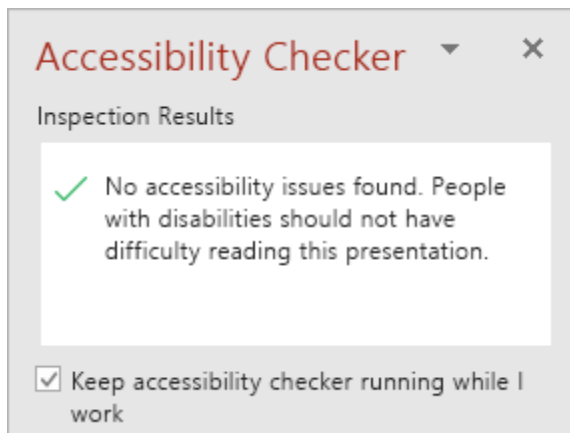 Accessibility Checker
Inspection Results
No accessibility issues found. People
with disabilities should not have
difficulty reading this presentation.
Keep accessibility checker running while I
work